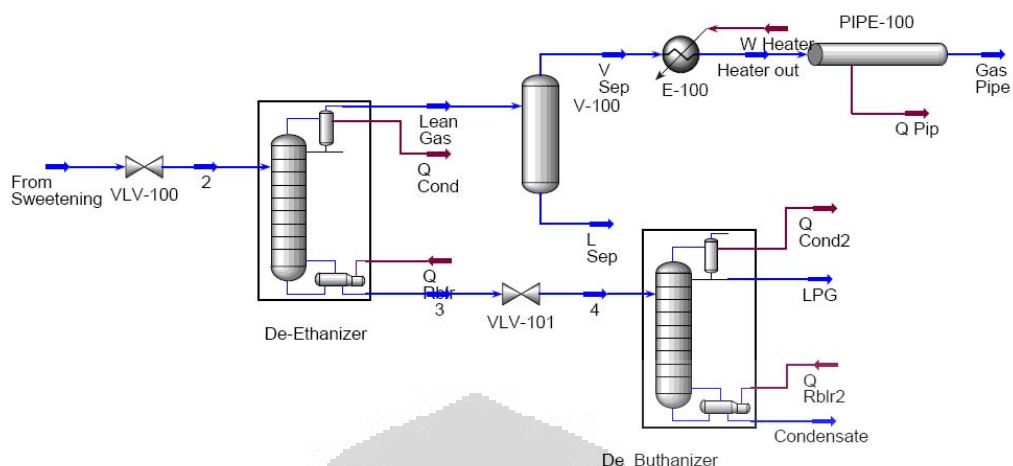 PIPE-100
W Heater
V
Sep
V-100
E-100
Heater out
Gas
Pipe
Q Pip
Lean
Gas
Q
Cond
From
Sweetening
VLV-100
2
L
Sep
Q
Cond2
Q
Rblr
3
VLV-101
4
LPG
De-Ethanizer
Q
Rblr2
Condensate
De Buthanizer